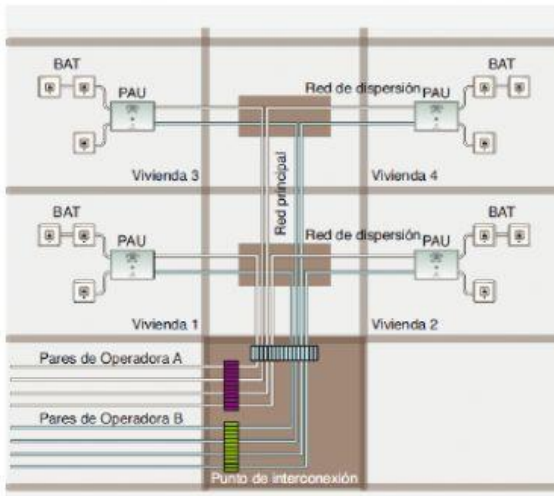 BAT
PAU
Red de dispersión
BAT
PAU
Vivienda 3
Red principal
Vivienda 4
BAT
PAU
Red de dispersión
BAT
PAU
Vivienda 1
Vivienda 2
Pares de Operadora A
Pares de Operadora B
Punto de interconexión